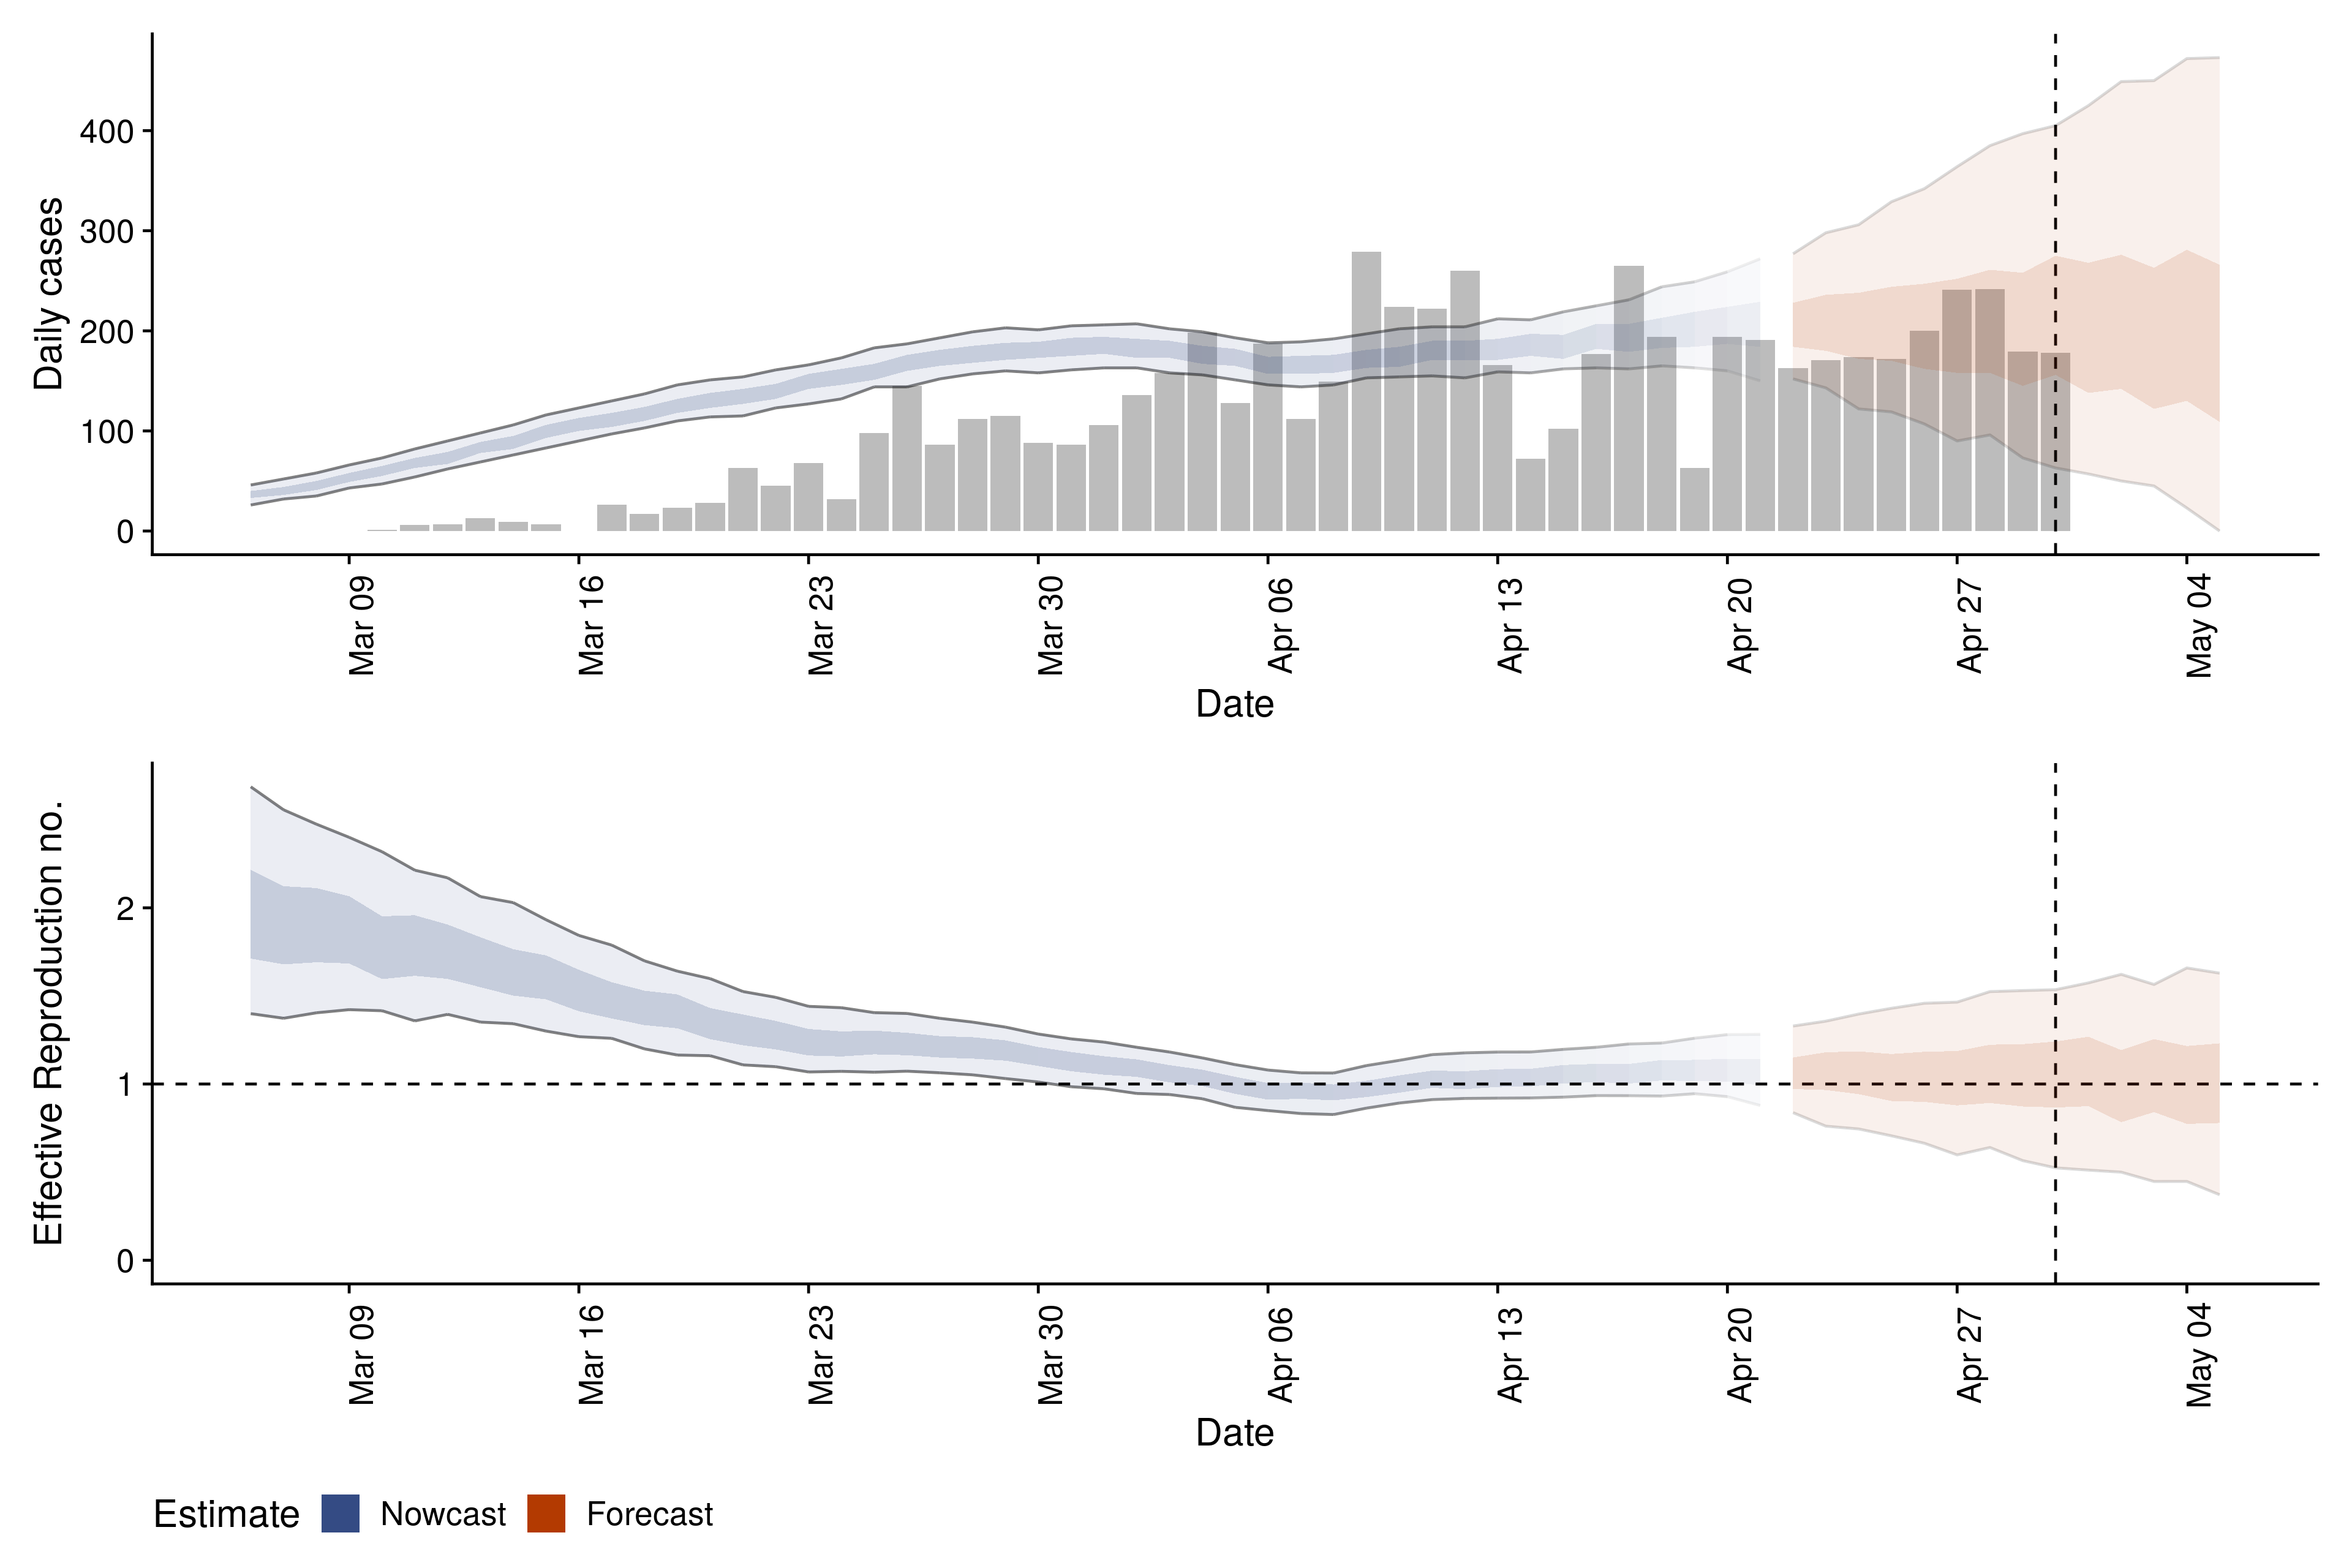 Daily cases
400
300
200
100
0
Mar 09
Mar 16
Mar 23
Mar 30
Apr 06
Apr 13
Apr 20
Apr 27
May 04
Date
Effective Reproduction no.
2
1
0
Mar 09
Mar 16
Mar 23
Mar 30
Apr 06
Apr 13
Apr 20
Apr 27
May 04
Date
Estimate Nowcast Forecast